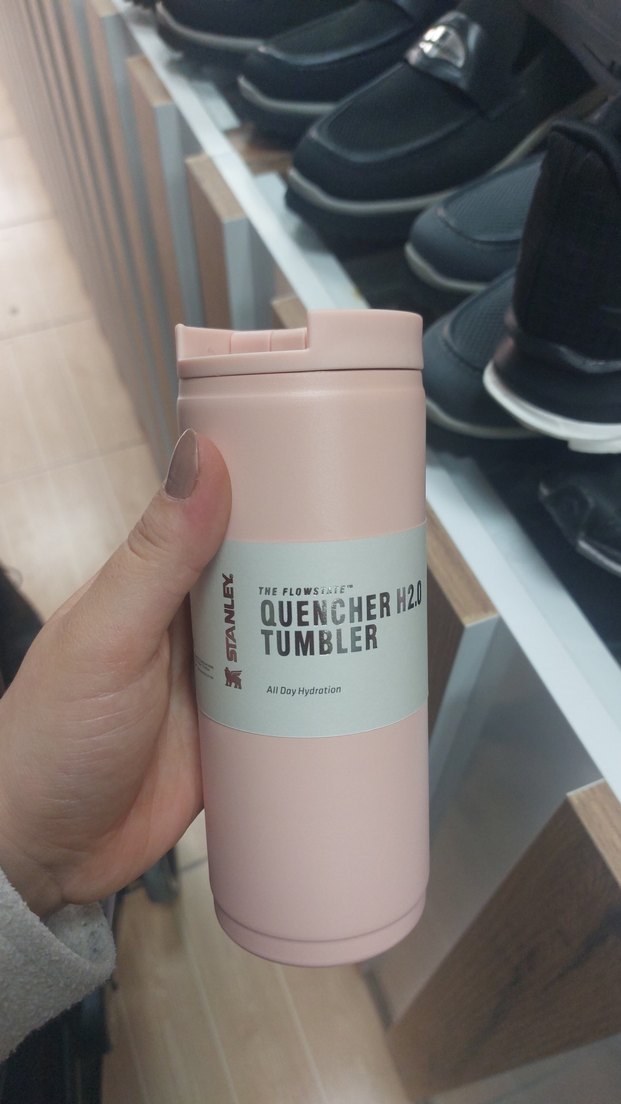 STANLEY.
THE FLOWSTATE™
QUENCHER H2.0
TUMBLER
All Day Hydration